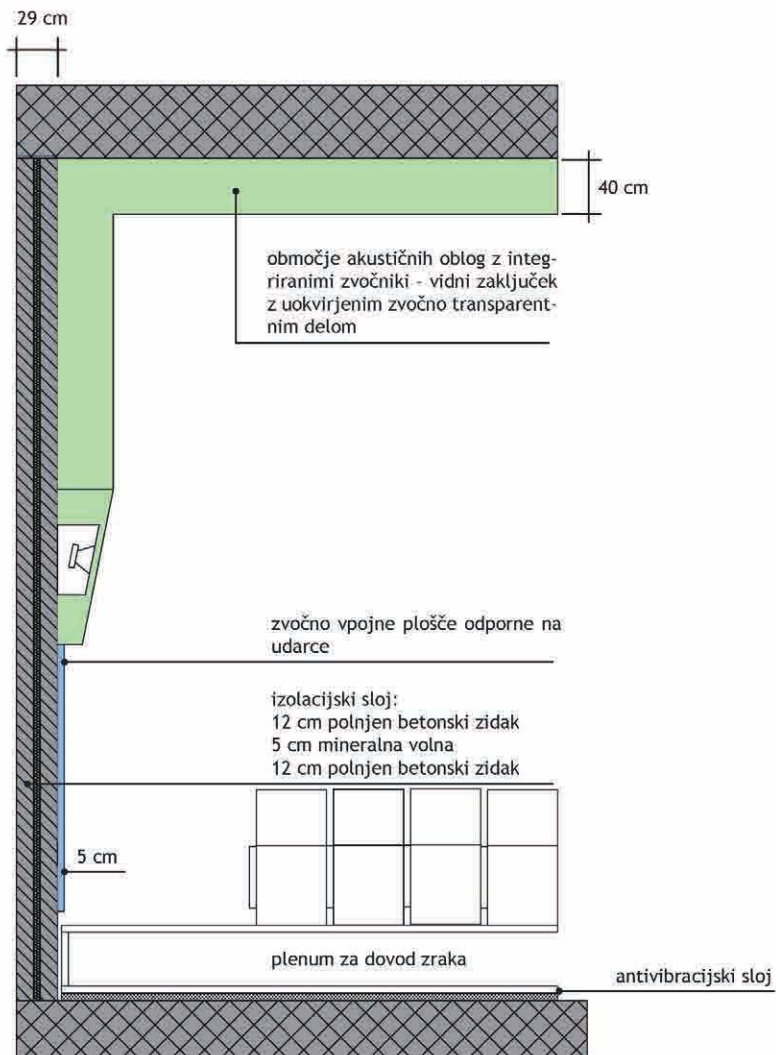 29 cm
40 cm
območje akustičnih oblog z integ-
riranimi zvočniki - vidni zaključek
z uokvirjenim zvočno transparent-
nim delom
zvočno vpojne plošče odporne na
udarce
izolacijski sloj:
12 cm polnjen betonski zidak
5 cm mineralna volna
12 cm polnjen betonski zidak
5 cm
plenum za dovod zraka
antivibracijski sloj